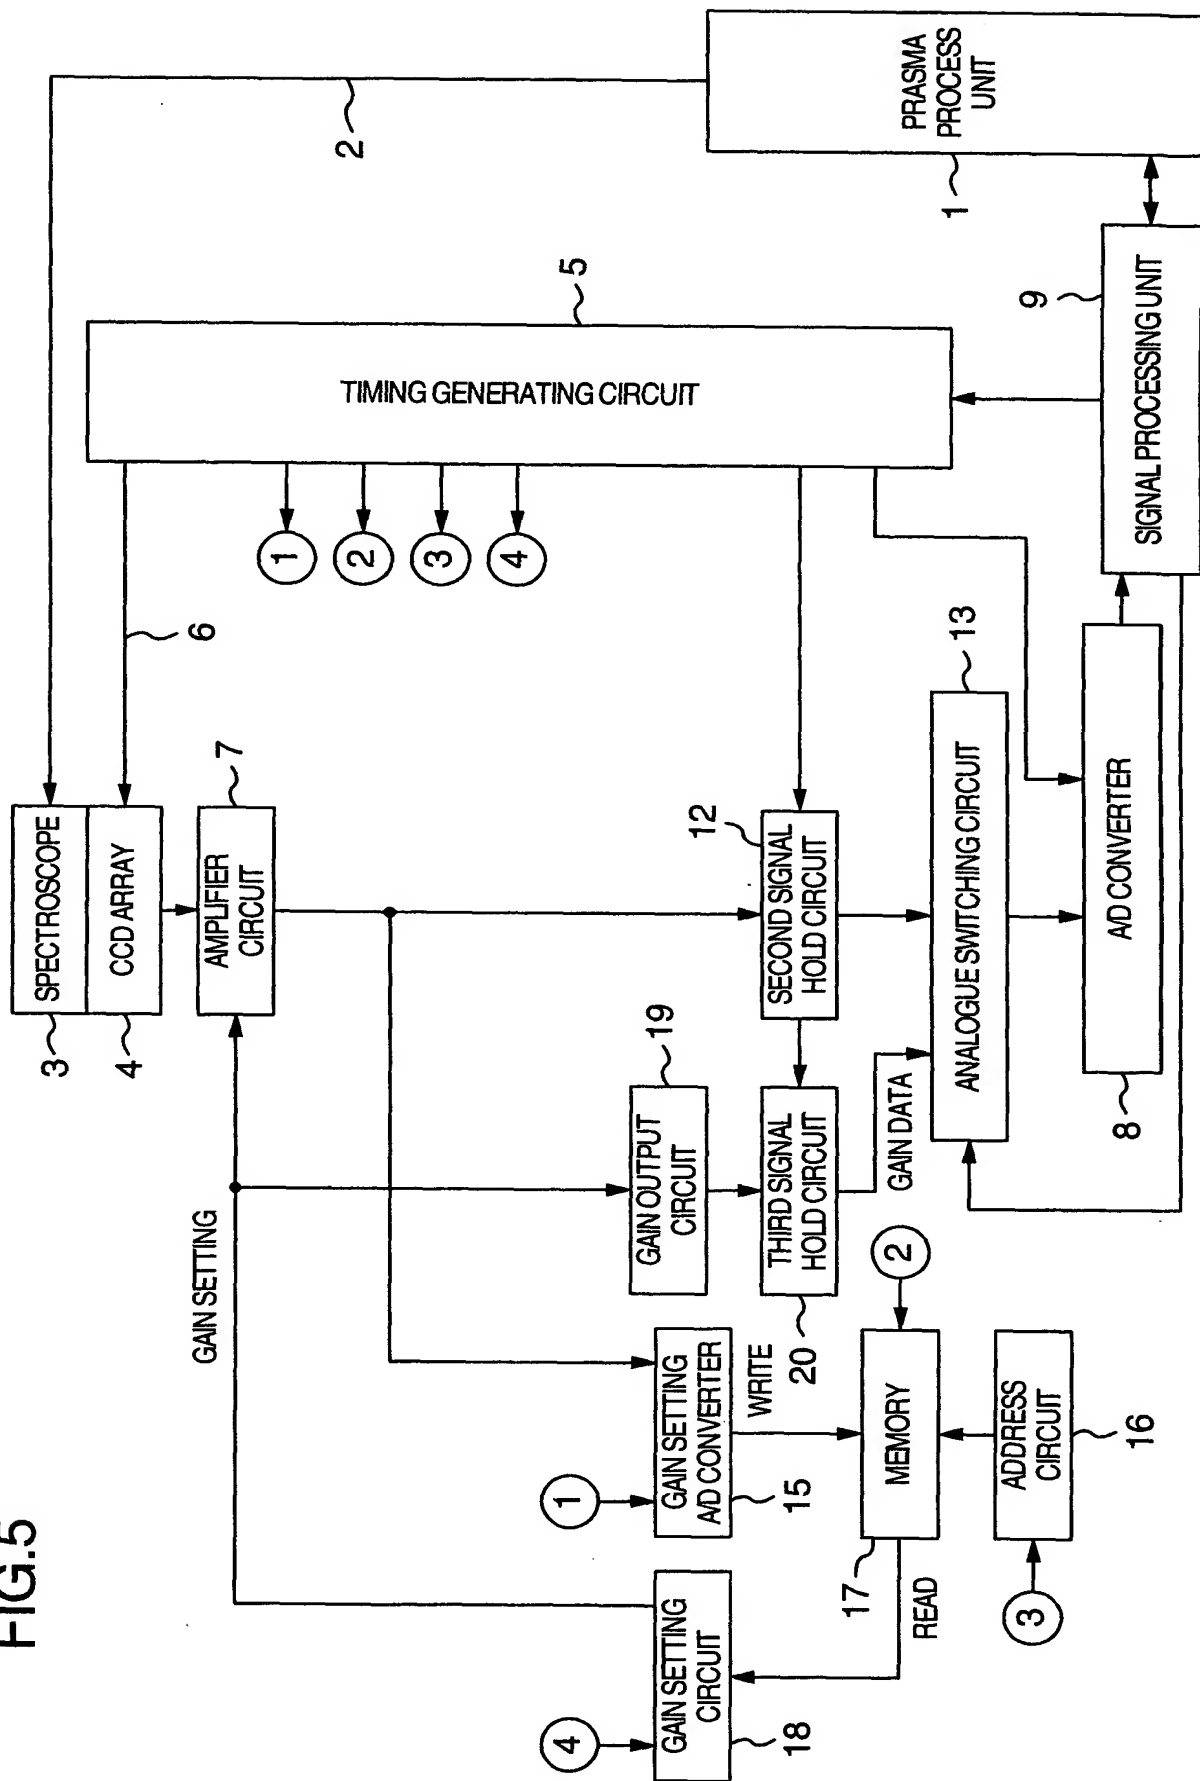 FIG.5
GAIN SETTING
3
SPECTROSCOPE
4
CCD ARRAY
7
AMPLIFIER
CIRCUIT
6
2
5
TIMING GENERATING CIRCUIT
1
2
3
4
PRASMA
PROCESS
UNIT
1
4
GAIN SETTING
CIRCUIT
18
1
GAIN SETTING
A/D CONVERTER
15
GAIN OUTPUT
CIRCUIT
19
WRITE
READ
17
MEMORY
2
3
ADDRESS
CIRCUIT
16
THIRD SIGNAL
HOLD CIRCUIT
20
SECOND SIGNAL
HOLD CIRCUIT
12
GAIN DATA
ANALOGUE SWITCHING CIRCUIT
13
A/D CONVERTER
8
SIGNAL PROCESSING UNIT
9